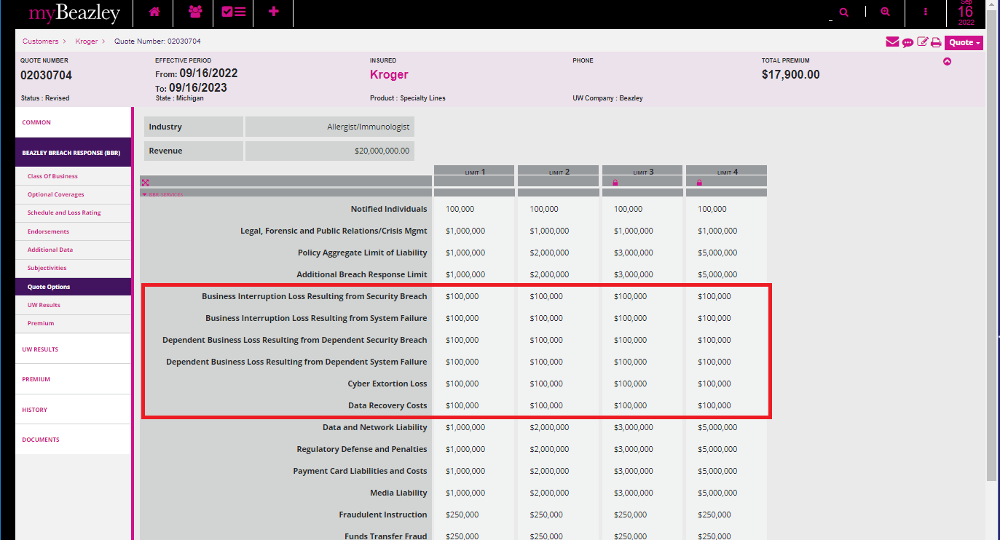 myBeazley
Sep
16
2022
Customers > Kroger > Quote Number: 02030704
Quote
QUOTE NUMBER EFFECTIVE PERIOD INSURED PHONE TOTAL PREMIUM
02030704 From: 09/16/2022 Kroger $17,900.00
To: 09/16/2023
Status : Revised State : Michigan Product : Specialty Lines UW Company : Beazley
COMMON
BEAZLEY BREACH RESPONSE (BBR)
Class Of Business
Optional Coverages
Schedule and Loss Rating
Endorsements
Additional Data
Subjectivities
Quote Options
UW Results
Premium
UW RESULTS
PREMIUM
HISTORY
DOCUMENTS
Industry Allergist/Immunologist
Revenue $20,000,000.00
LIMIT 1 LIMIT 2 LIMIT 3 LIMIT 4
BBR SERVICES
Notified Individuals 100,000 100,000 100,000 100,000
Legal, Forensic and Public Relations/Crisis Mgmt $1,000,000 $1,000,000 $1,000,000 $1,000,000
Policy Aggregate Limit of Liability $1,000,000 $2,000,000 $3,000,000 $5,000,000
Additional Breach Response Limit $1,000,000 $2,000,000 $3,000,000 $5,000,000
Business Interruption Loss Resulting from Security Breach $100,000 $100,000 $100,000 $100,000
Business Interruption Loss Resulting from System Failure $100,000 $100,000 $100,000 $100,000
Dependent Business Loss Resulting from Dependent Security Breach $100,000 $100,000 $100,000 $100,000
Dependent Business Loss Resulting from Dependent System Failure $100,000 $100,000 $100,000 $100,000
Cyber Extortion Loss $100,000 $100,000 $100,000 $100,000
Data Recovery Costs $100,000 $100,000 $100,000 $100,000
Data and Network Liability $1,000,000 $2,000,000 $3,000,000 $5,000,000
Regulatory Defense and Penalties $1,000,000 $2,000,000 $3,000,000 $5,000,000
Payment Card Liabilities and Costs $1,000,000 $2,000,000 $3,000,000 $5,000,000
Media Liability $1,000,000 $2,000,000 $3,000,000 $5,000,000
Fraudulent Instruction $250,000 $250,000 $250,000 $250,000
Funds Transfer Fraud $250,000 $250,000 $250,000 $250,000